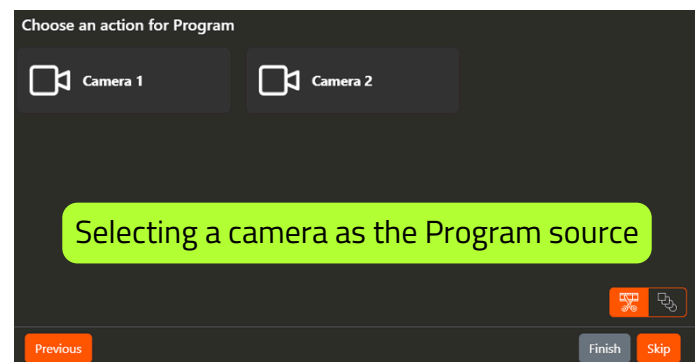 Choose an action for Program
Camera 1
Camera 2
Selecting a camera as the Program source
Previous
Finish
Skip